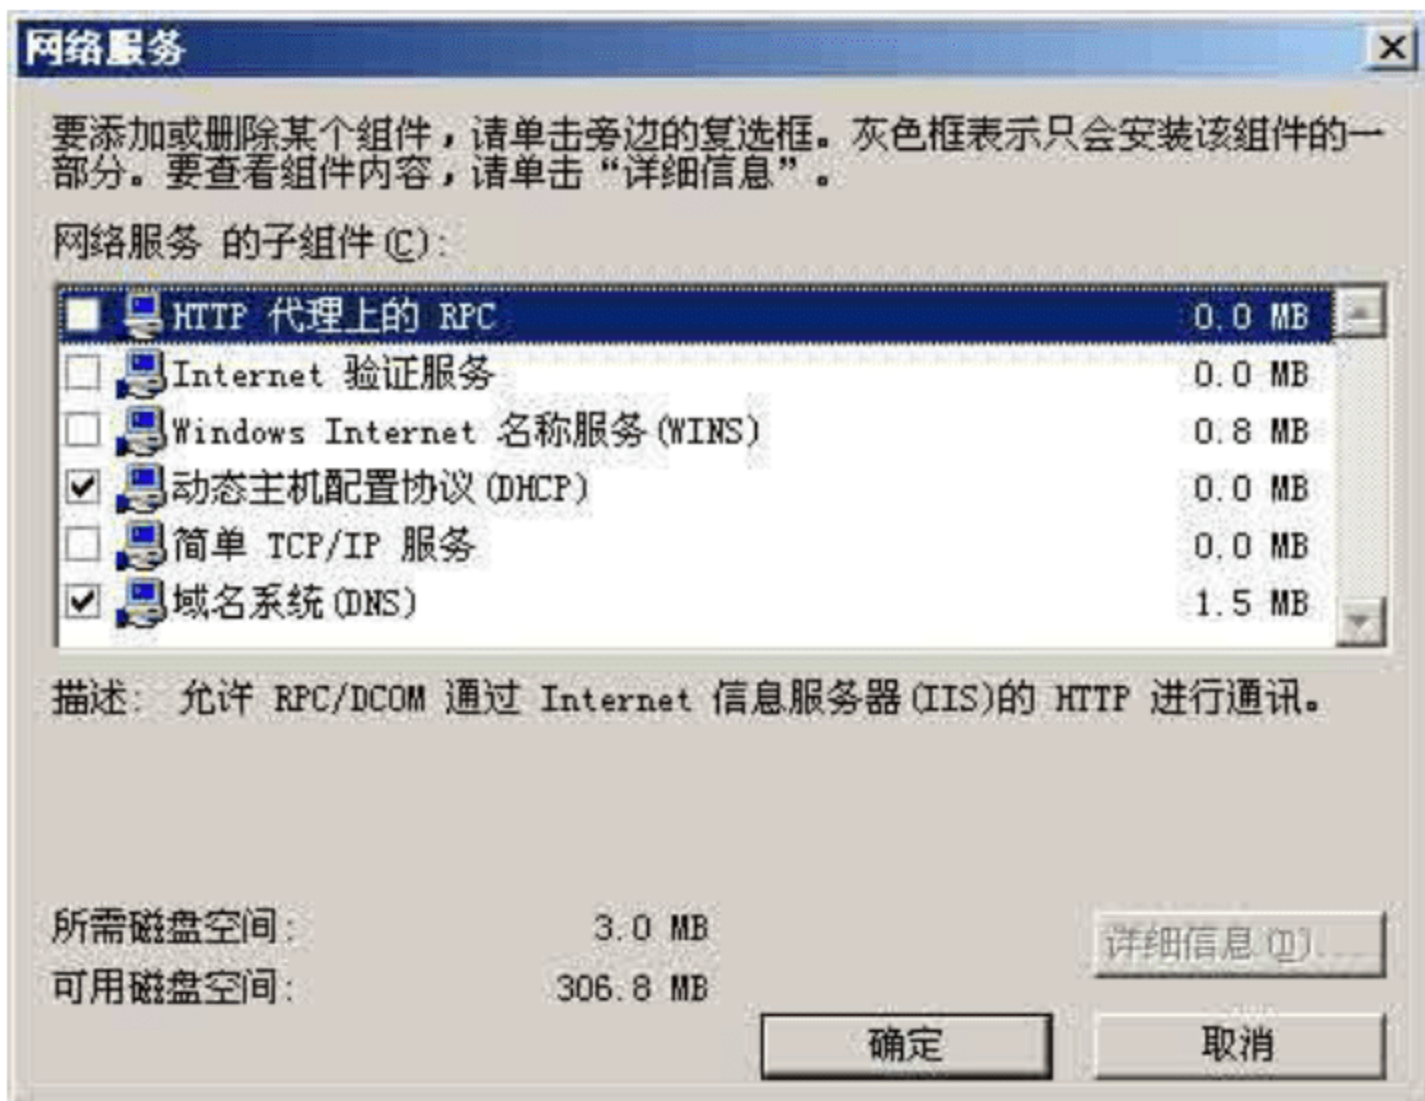 网络服务
要添加或删除某个组件，请单击旁边的复选框。灰色框表示只会安装该组件的一
部分。要查看组件内容，请单击“详细信息”。
网络服务 的子组件(C):
HTTP 代理上的 RPC 0.0 MB
Internet 验证服务 0.0 MB
Windows Internet 名称服务(WINS) 0.8 MB
动态主机配置协议(DHCP) 0.0 MB
简单 TCP/IP 服务 0.0 MB
域名系统(DNS) 1.5 MB
描述: 允许 RPC/DCOM 通过 Internet 信息服务器(IIS)的 HTTP 进行通讯。
所需磁盘空间: 3.0 MB
详细信息(D)...
可用磁盘空间: 306.8 MB
确定 取消